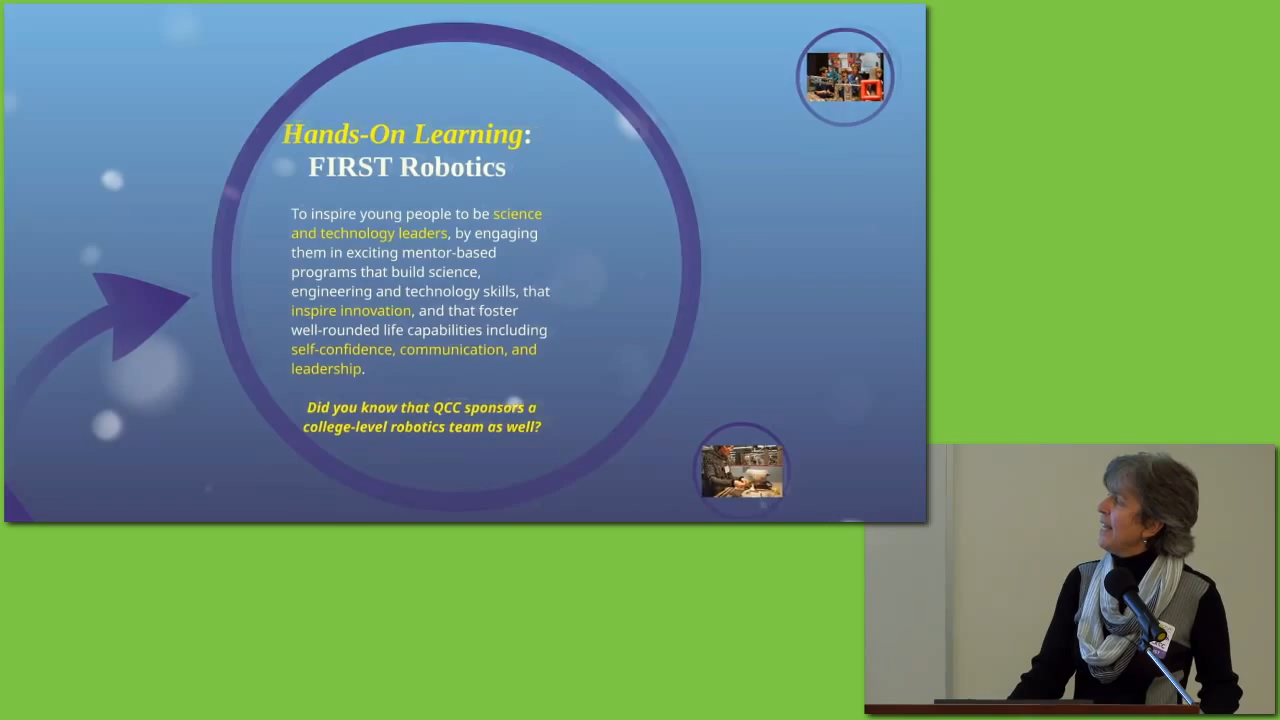 Hands-On Learning:
FIRST Robotics
To inspire young people to be science
and technology leaders, by engaging
them in exciting mentor-based
programs that build science,
engineering and technology skills, that
inspire innovation, and that foster
well-rounded life capabilities including
self-confidence, communication, and
leadership.
Did you know that QCC sponsors a
college-level robotics team as well?